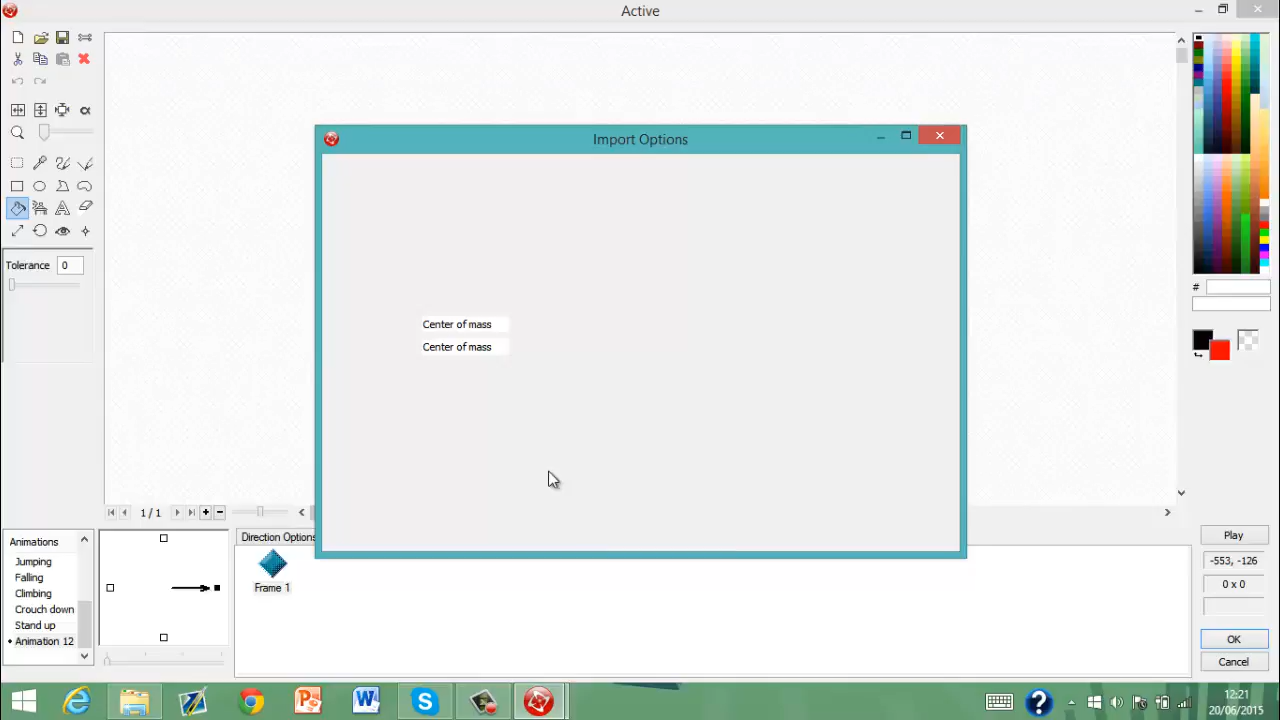 Active
Import Options
Center of mass
Center of mass
Tolerance 0
#
1 / 1
Animations
Jumping
Falling
Climbing
Crouch down
Stand up
Animation 12
Direction Options
Frame 1
Play
-553, -126
0 x 0
OK
Cancel
12:21
20/06/2015